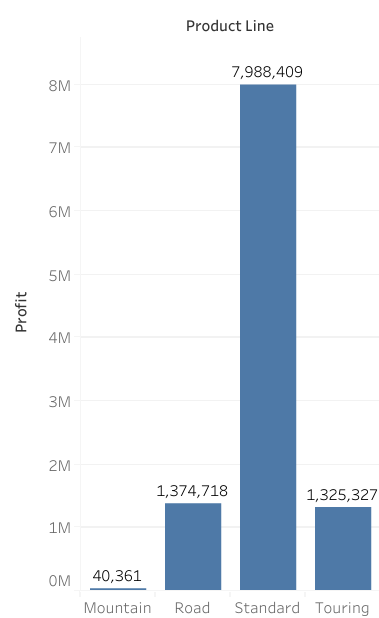 Product Line
7,988,409
8M
7M
6M
5M
Profit
4M
3M
2M
1,374,718
1,325,327
1M
40,361
0M
Mountain Road Standard Touring